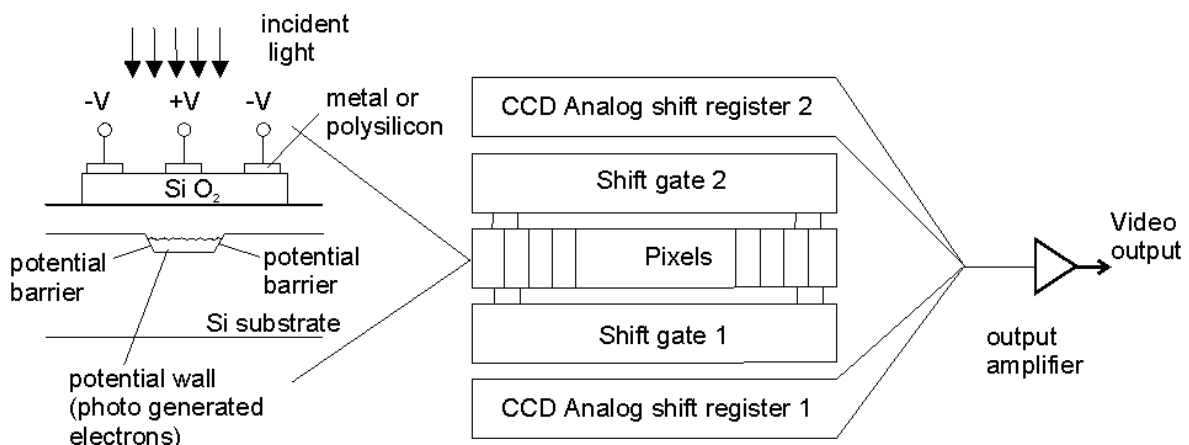 incident
light
-V
+V
-V
metal or
polysilicon
Si O2
potential
barrier
potential
barrier
Si substrate
potential wall
(photo generated
electrons)
CCD Analog shift register 2
Shift gate 2
Pixels
Shift gate 1
CCD Analog shift register 1
Video
output
output
amplifier